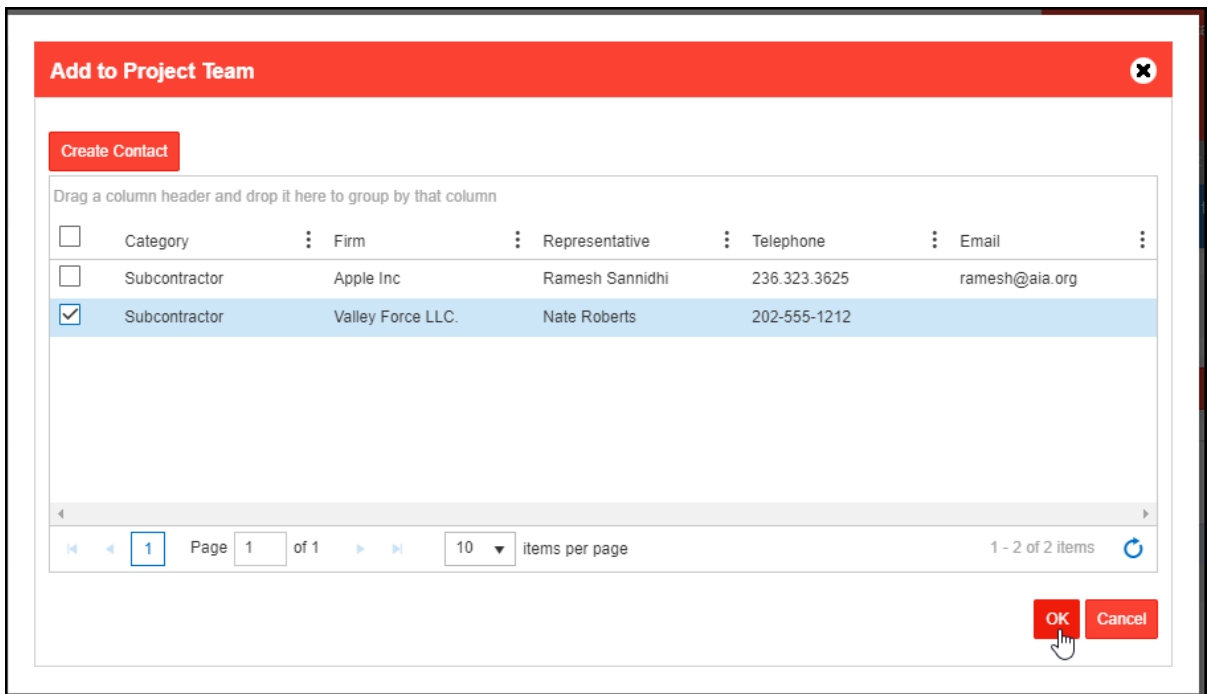 Add to Project Team
Create Contact
Drag a column header and drop it here to group by that column
Category Firm Representative Telephone Email
Subcontractor Apple Inc Ramesh Sannidhi 236.323.3625 ramesh@aia.org
Subcontractor Valley Force LLC. Nate Roberts 202-555-1212
1 Page 1 of 1 10 items per page 1 - 2 of 2 items
OK Cancel